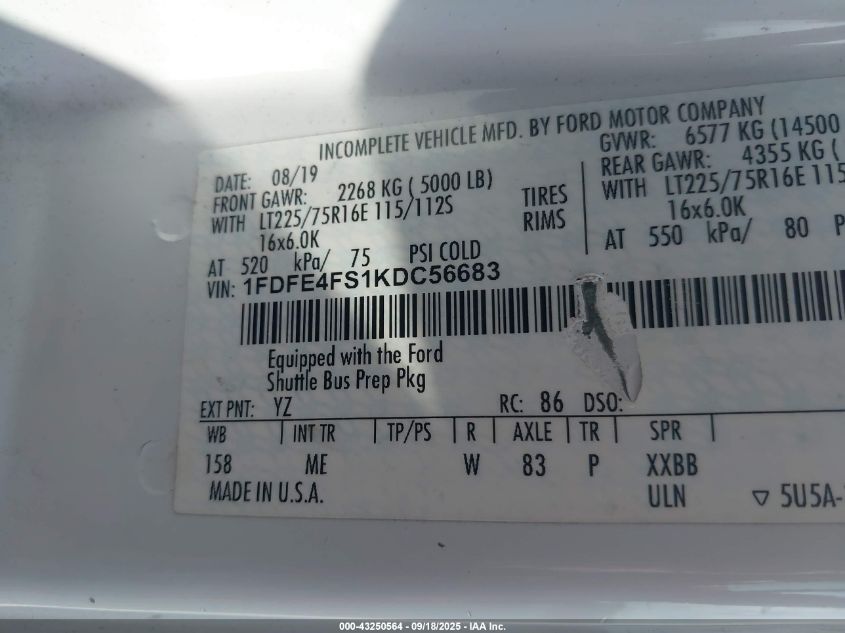 INCOMPLETE VEHICLE MFD. BY FORD MOTOR COMPANY
DATE: 08/19 GVWR: 6577 KG (14500
FRONT GAWR: 2268 KG ( 5000 LB) REAR GAWR: 4355 KG (
WITH LT225/75R16E 115/112S TIRES WITH LT225/75R16E 115
16x6.0K RIMS 16x6.0K
AT 520 kPa/ 75 PSI COLD AT 550 kPa/ 80 P
VIN: 1FDFE4FS1KDC56683
Equipped with the Ford
Shuttle Bus Prep Pkg
EXT PNT: YZ RC: 86 DSO:
WB INT TR TP/PS R AXLE TR SPR
158 ME W 83 P XXBB
MADE IN U.S.A. ULN ▽ 5U5A-
000-43250564 - 09/18/2025 - IAA Inc.